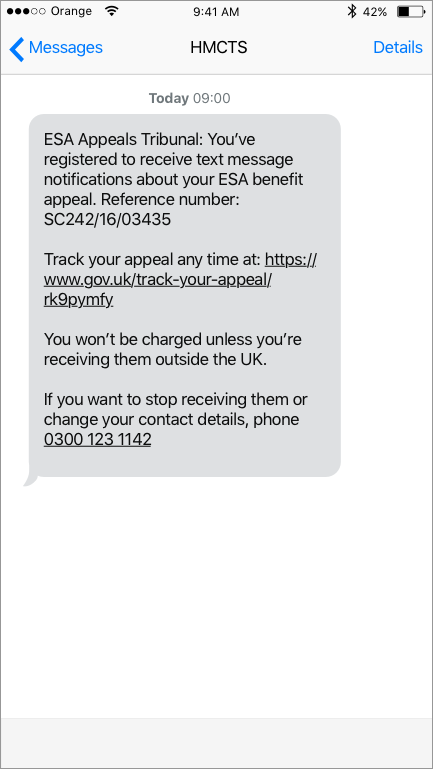 Orange 9:41 AM 42%
Messages HMCTS Details
Today 09:00
ESA Appeals Tribunal: You’ve
registered to receive text message
notifications about your ESA benefit
appeal. Reference number:
SC242/16/03435
Track your appeal any time at: https://
www.gov.uk/track-your-appeal/
rk9pymfy
You won’t be charged unless you’re
receiving them outside the UK.
If you want to stop receiving them or
change your contact details, phone
0300 123 1142